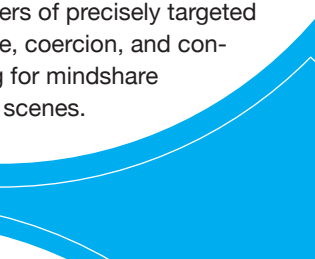 ers of precisely targeted
e, coercion, and con-
g for mindshare
scenes.